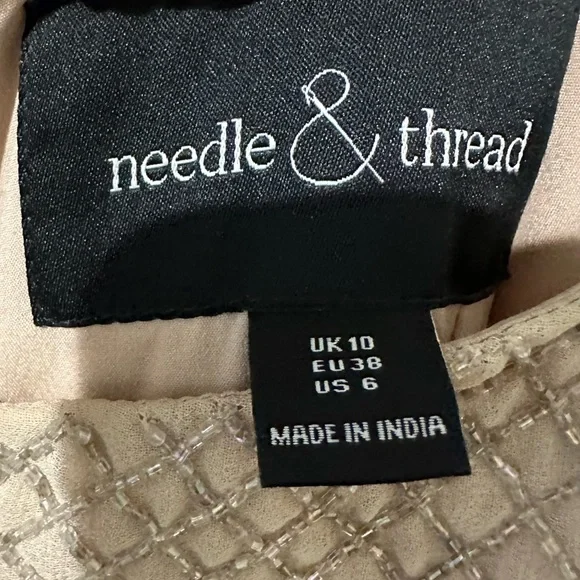 needle & thread
UK 10
EU 38
US 6
MADE IN INDIA